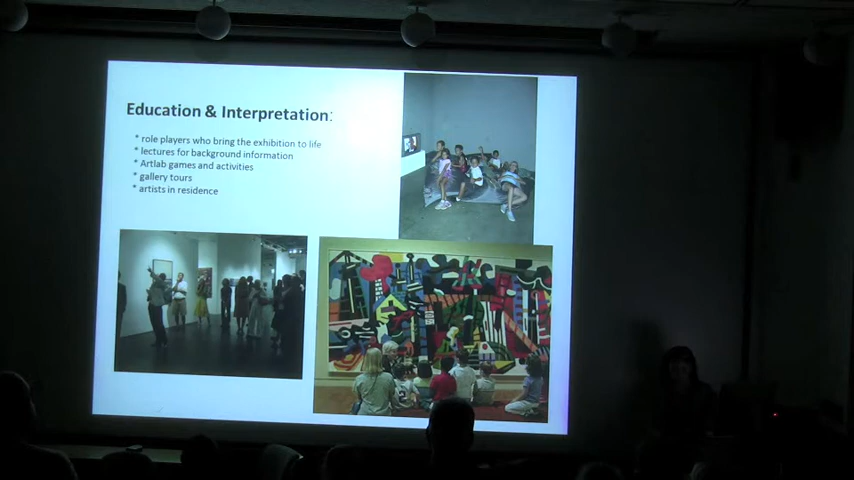 Education & Interpretation:
* role players who bring the exhibition to life
* lectures for background information
* Artlab games and activities
* gallery tours
* artists in residence